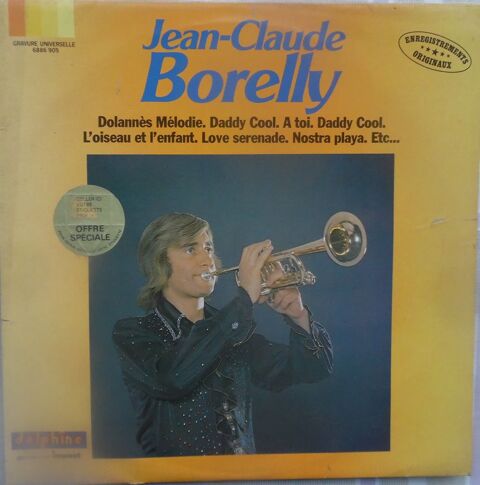 GRAVURE UNIVERSELLE
6886 905
Jean-Claude
Borelly
ENREGISTREMENTS
ORIGINAUX
Dolannès Mélodie. Daddy Cool. A toi. Daddy Cool.
L'oiseau et l'enfant. Love serenade. Nostra playa. Etc...
OFFRE
SPÉCIALE
delphine